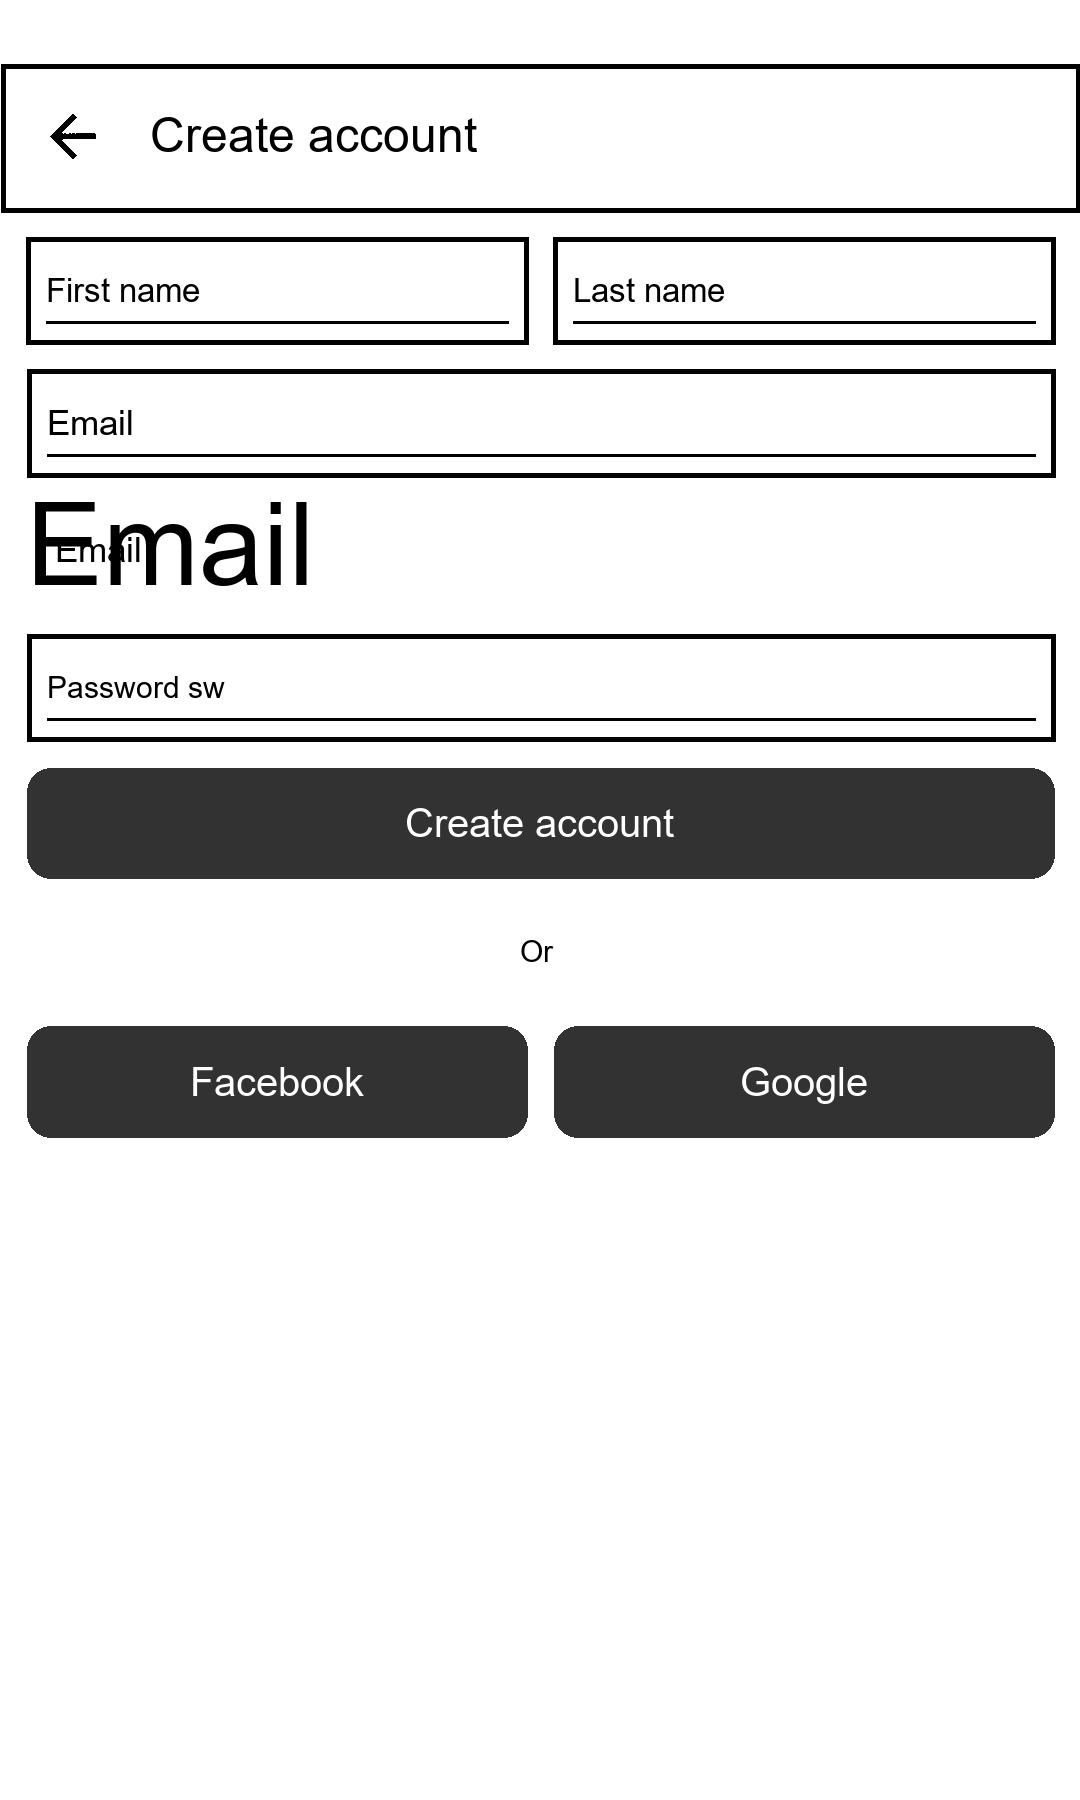 Create account
First name
Last name
Email
Email
Email
Password sw
Create account
Or
Facebook
Google